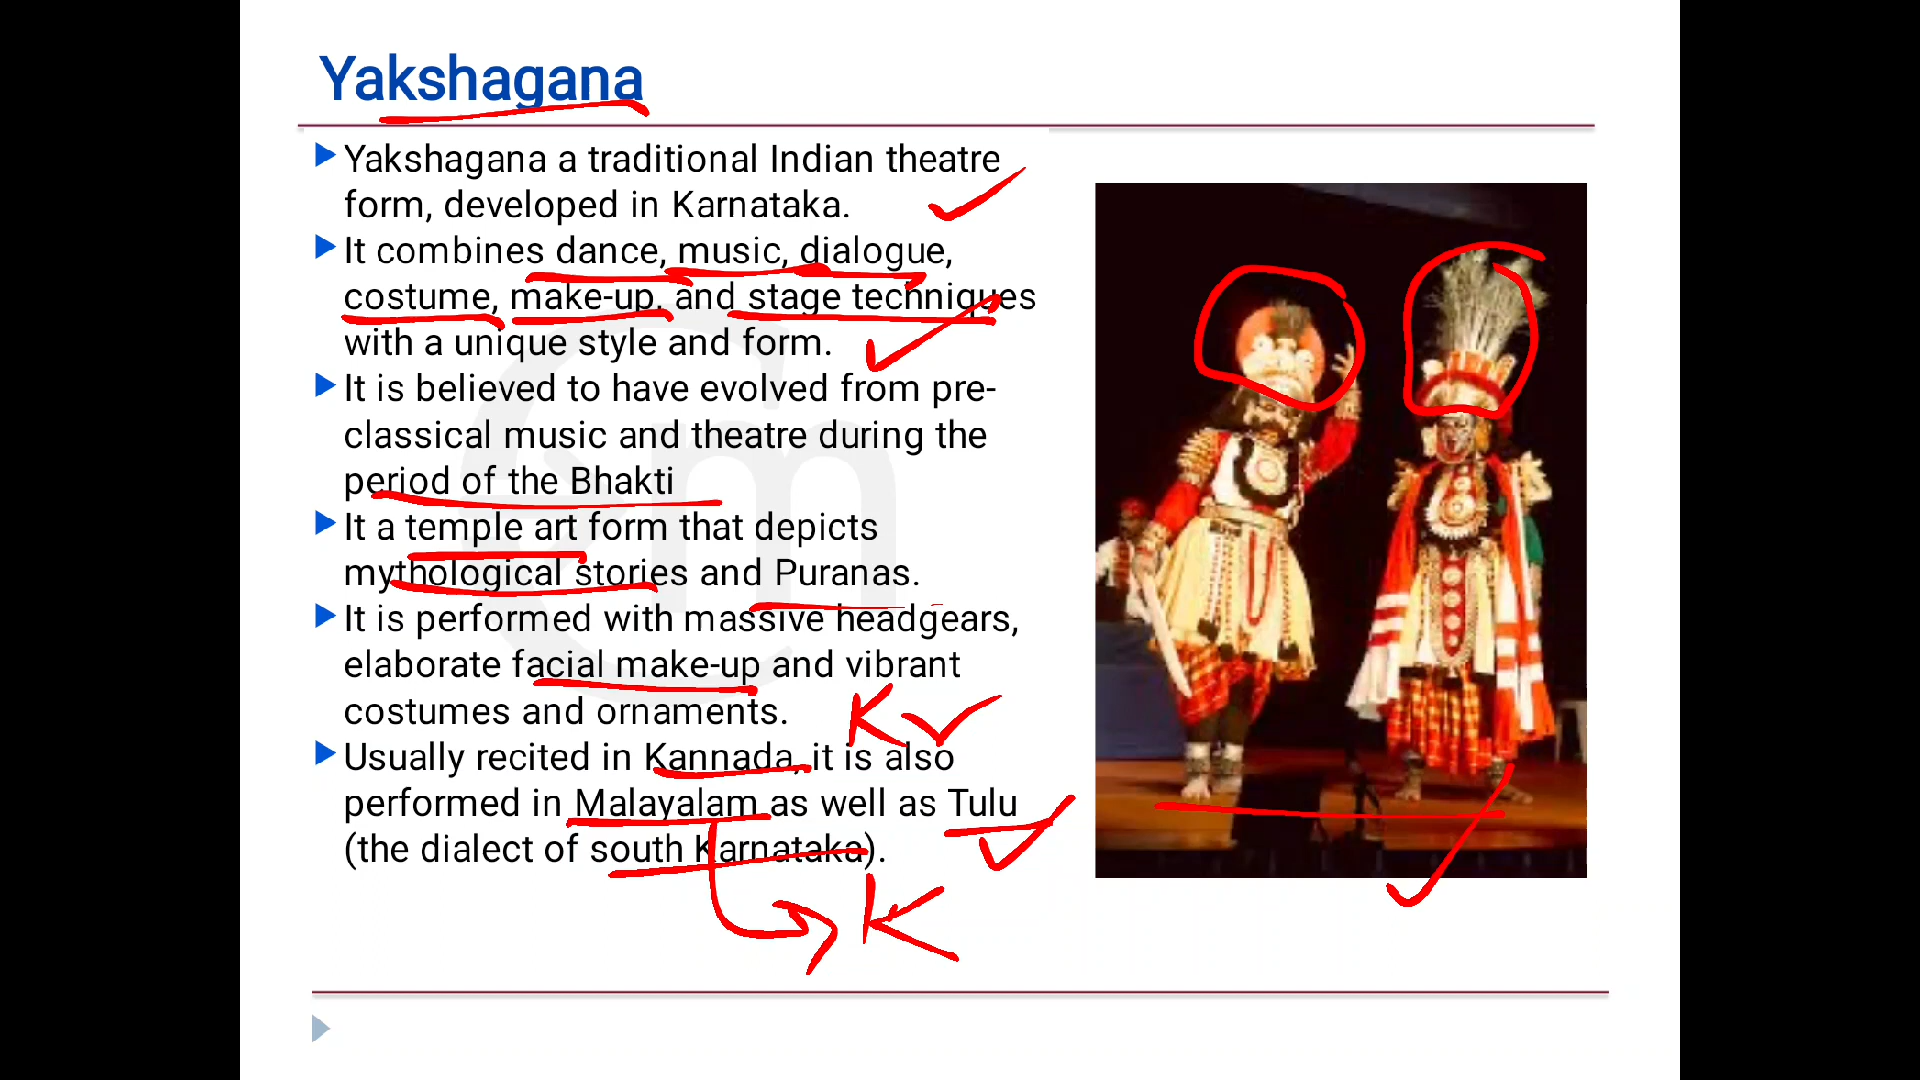 Yakshagana
Yakshagana a traditional Indian theatre
form, developed in Karnataka.
It combines dance, music, dialogue,
costume, make-up, and stage techniques
with a unique style and form.
It is believed to have evolved from pre-
classical music and theatre during the
period of the Bhakti
It a temple art form that depicts
mythological stories and Puranas.
It is performed with massive headgears,
elaborate facial make-up and vibrant
costumes and ornaments.
K
Usually recited in Kannada, it is also
performed in Malayalam as well as Tulu
(the dialect of south Karnataka).
K